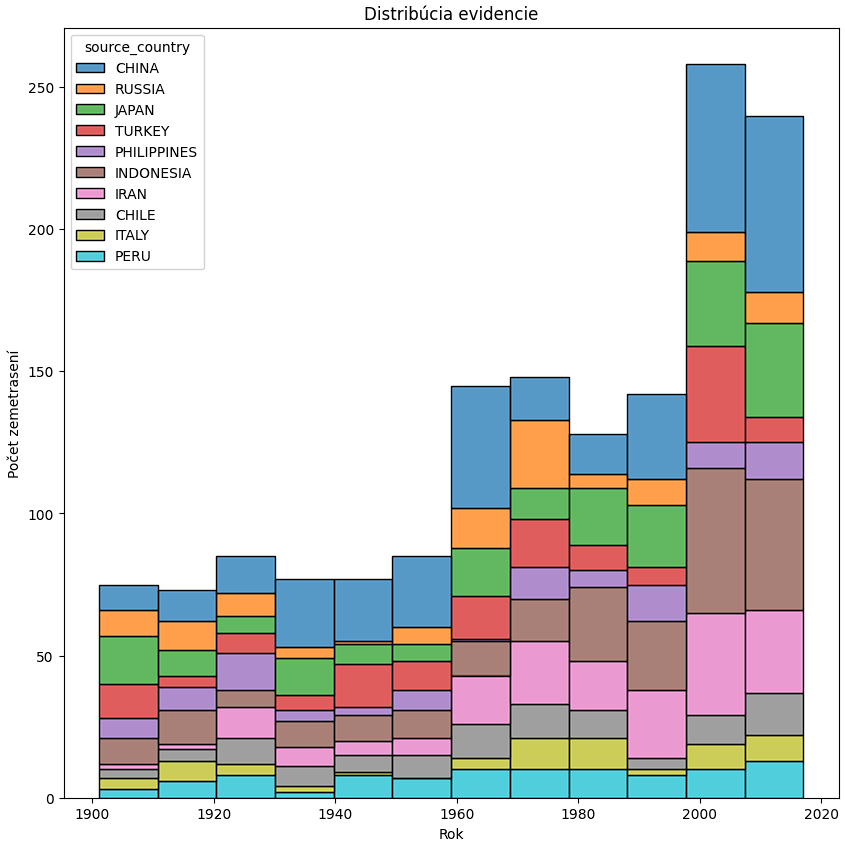 Distribúcia evidencie
source_country
CHINA
RUSSIA
JAPAN
TURKEY
PHILIPPINES
INDONESIA
IRAN
CHILE
ITALY
PERU
Počet zemetrasení
250
200
150
100
50
0
1900 1920 1940 1960 1980 2000 2020
Rok